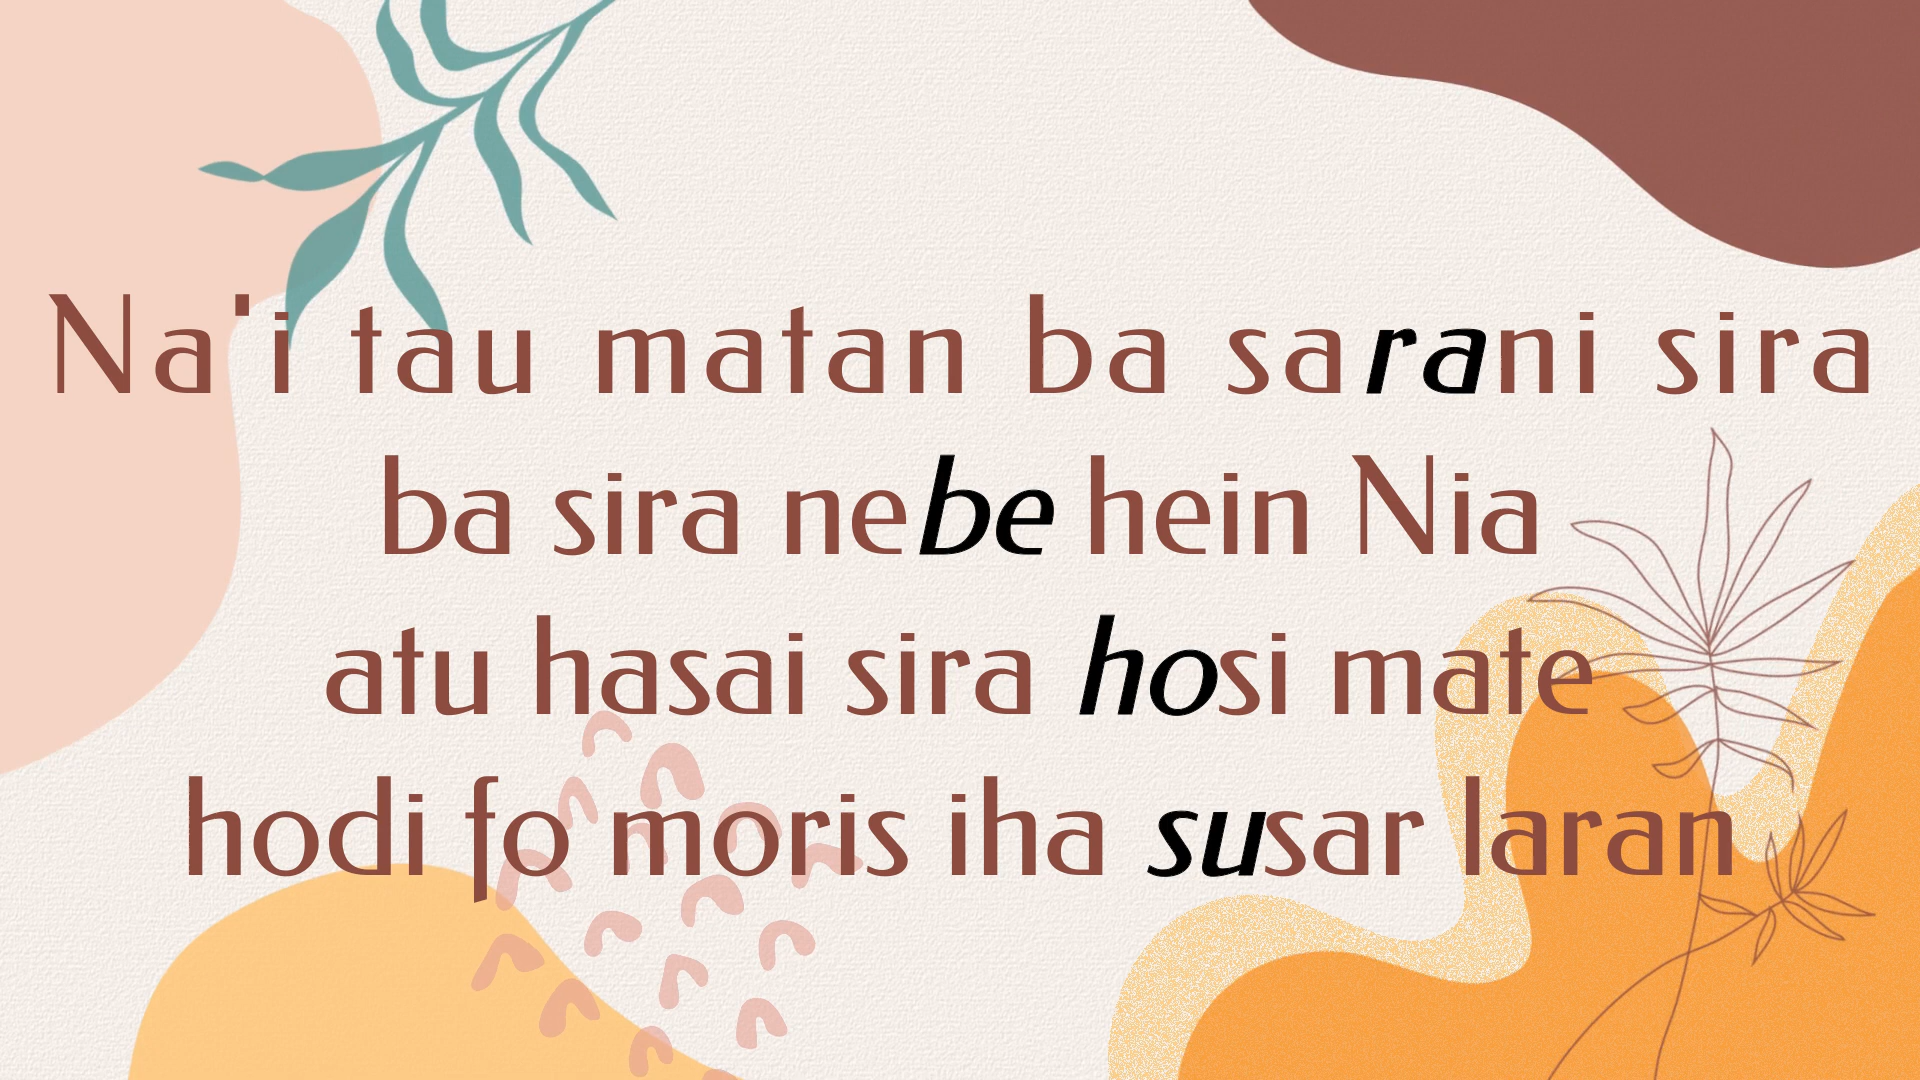 Na'i tau matan ba sarani sira
ba sira nebe hein Nia
atu hasai sira hosi mate
hodi fo moris iha susar laran